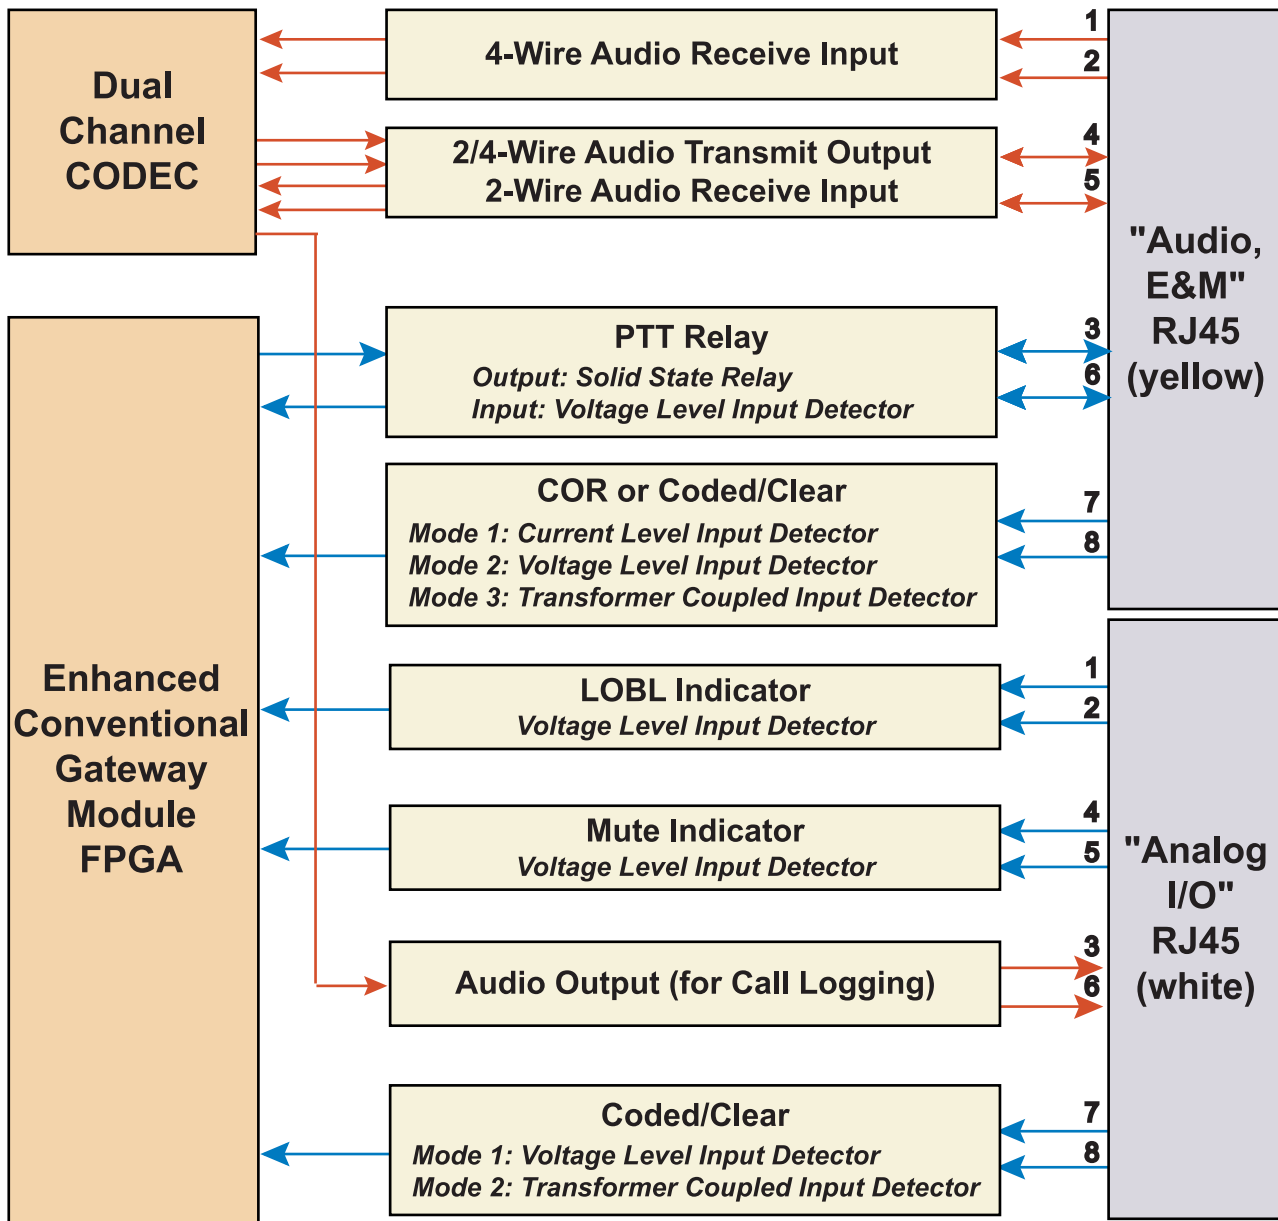 Dual
Channel
CODEC
4-Wire Audio Receive Input
1
2
2/4-Wire Audio Transmit Output
2-Wire Audio Receive Input
4
5
"Audio,
E&M"
RJ45
(yellow)
PTT Relay
Output: Solid State Relay
Input: Voltage Level Input Detector
3
6
COR or Coded/Clear
Mode 1: Current Level Input Detector
Mode 2: Voltage Level Input Detector
Mode 3: Transformer Coupled Input Detector
7
8
Enhanced
Conventional
Gateway
Module
FPGA
LOBL Indicator
Voltage Level Input Detector
1
2
Mute Indicator
Voltage Level Input Detector
4
5
"Analog
I/O"
RJ45
(white)
Audio Output (for Call Logging)
3
6
Coded/Clear
Mode 1: Voltage Level Input Detector
Mode 2: Transformer Coupled Input Detector
7
8